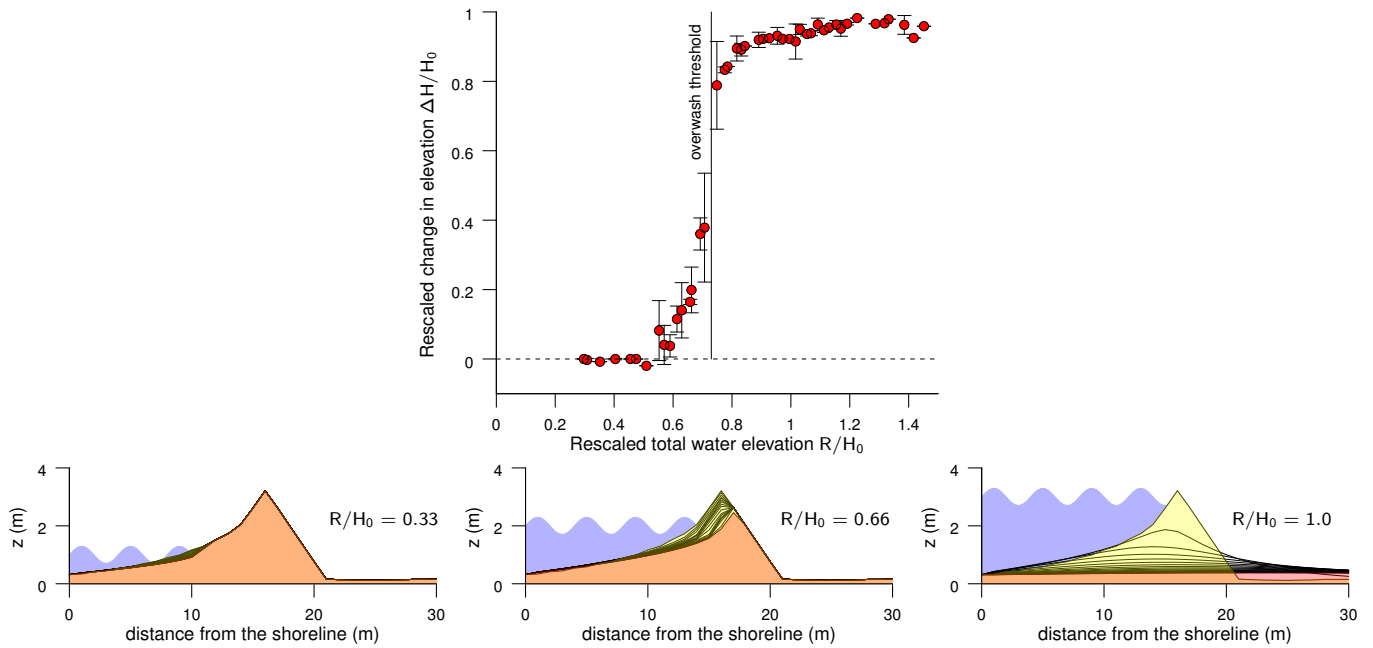 1
0.8
0.6
0.4
0.2
0
Rescaled change in elevation ΔH/H₀
overwash threshold
0 0.2 0.4 0.6 0.8 1 1.2 1.4
Rescaled total water elevation R/H₀
4
2
0
z (m)
R/H₀ = 0.33
0 10 20 30
distance from the shoreline (m)
4
2
0
z (m)
R/H₀ = 0.66
0 10 20 30
distance from the shoreline (m)
4
2
0
z (m)
R/H₀ = 1.0
0 10 20 30
distance from the shoreline (m)